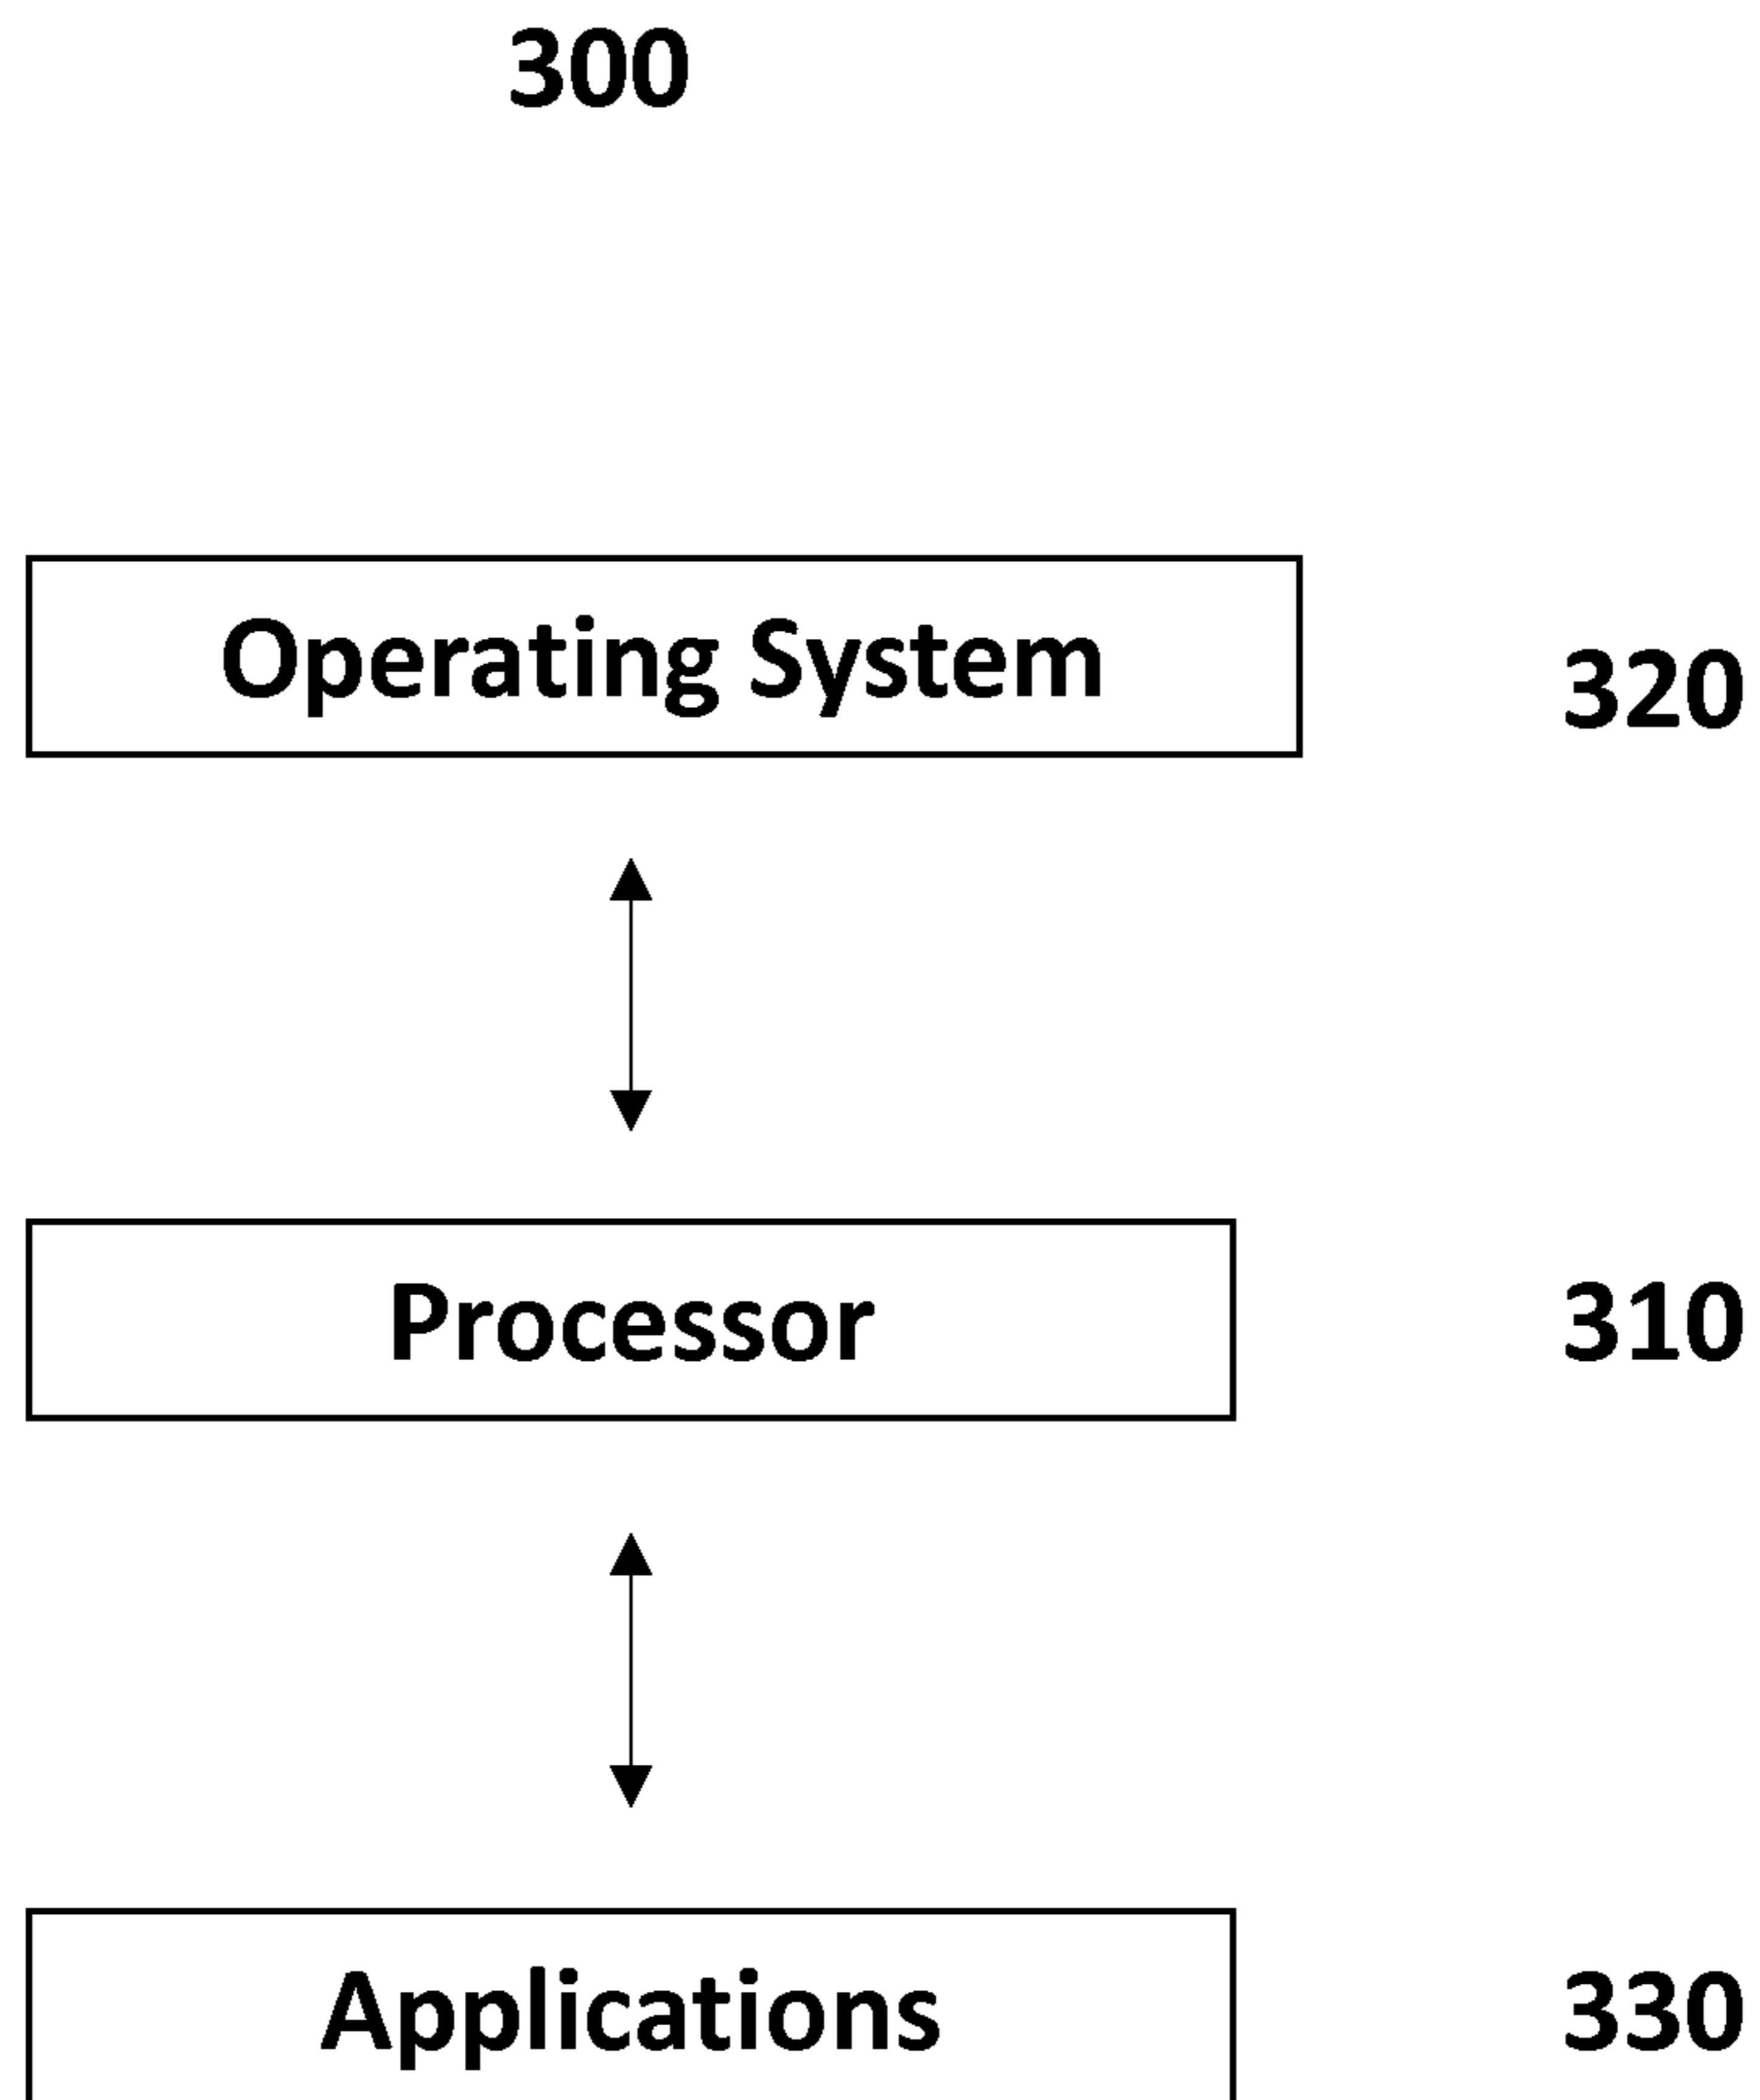 300
Operating System 320
Processor 310
Applications 330